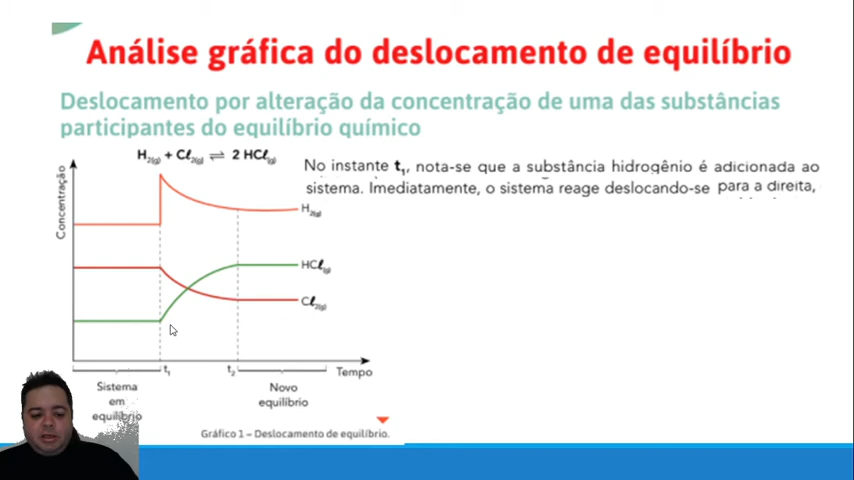 Análise gráfica do deslocamento de equilíbrio
Deslocamento por alteração da concentração de uma das substâncias
participantes do equilíbrio químico
H2(g) + Cℓ2(g) ⇌ 2 HCℓ(g)
No instante t1, nota-se que a substância hidrogênio é adicionada ao
sistema. Imediatamente, o sistema reage deslocando-se para a direita,
Concentração
H2(g)
HCℓ(g)
Cℓ2(g)
t1
t2
Tempo
Sistema
em
equilíbrio
Novo
equilíbrio
Gráfico 1 – Deslocamento de equilíbrio.